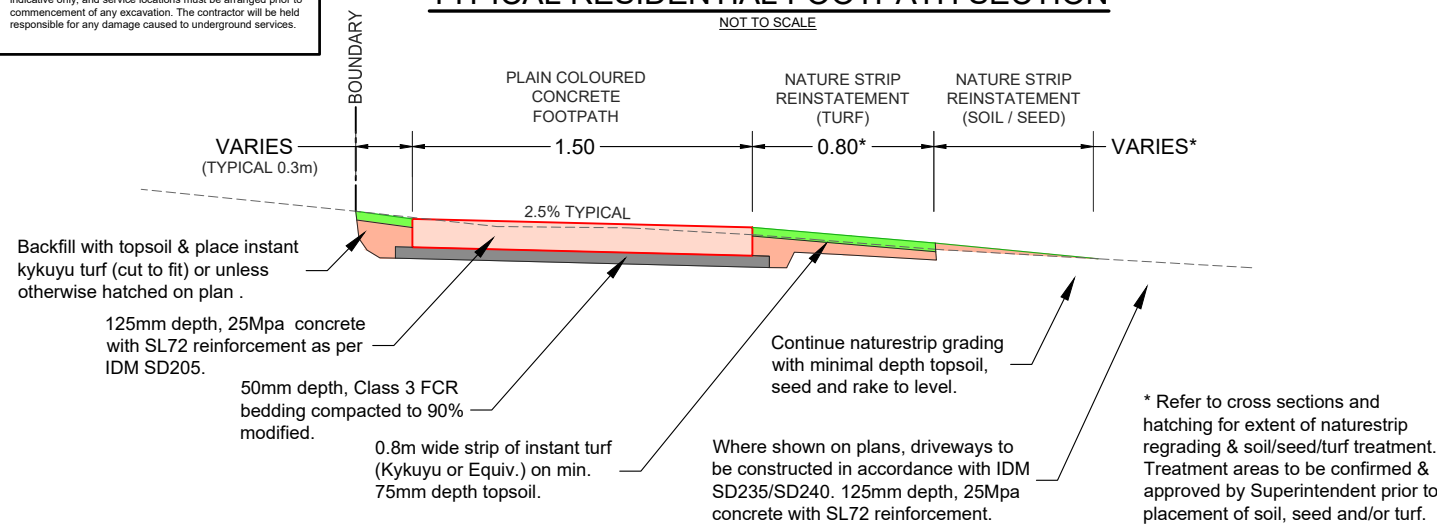 indicative only, and service locations must be arranged prior to
commencement of any excavation. The contractor will be held
responsible for any damage caused to underground services.
TYPICAL RESIDENTIAL FOOTPATH SECTION
NOT TO SCALE
BOUNDARY
PLAIN COLOURED
CONCRETE
FOOTPATH
NATURE STRIP
REINSTATEMENT
(TURF)
NATURE STRIP
REINSTATEMENT
(SOIL / SEED)
VARIES
(TYPICAL 0.3m)
1.50
0.80*
VARIES*
2.5% TYPICAL
Backfill with topsoil & place instant
kykuyu turf (cut to fit) or unless
otherwise hatched on plan .
125mm depth, 25Mpa concrete
with SL72 reinforcement as per
IDM SD205.
50mm depth, Class 3 FCR
bedding compacted to 90%
modified.
0.8m wide strip of instant turf
(Kykuyu or Equiv.) on min.
75mm depth topsoil.
Continue naturestrip grading
with minimal depth topsoil,
seed and rake to level.
Where shown on plans, driveways to
be constructed in accordance with IDM
SD235/SD240. 125mm depth, 25Mpa
concrete with SL72 reinforcement.
* Refer to cross sections and
hatching for extent of naturestrip
regrading & soil/seed/turf treatment.
Treatment areas to be confirmed &
approved by Superintendent prior to
placement of soil, seed and/or turf.